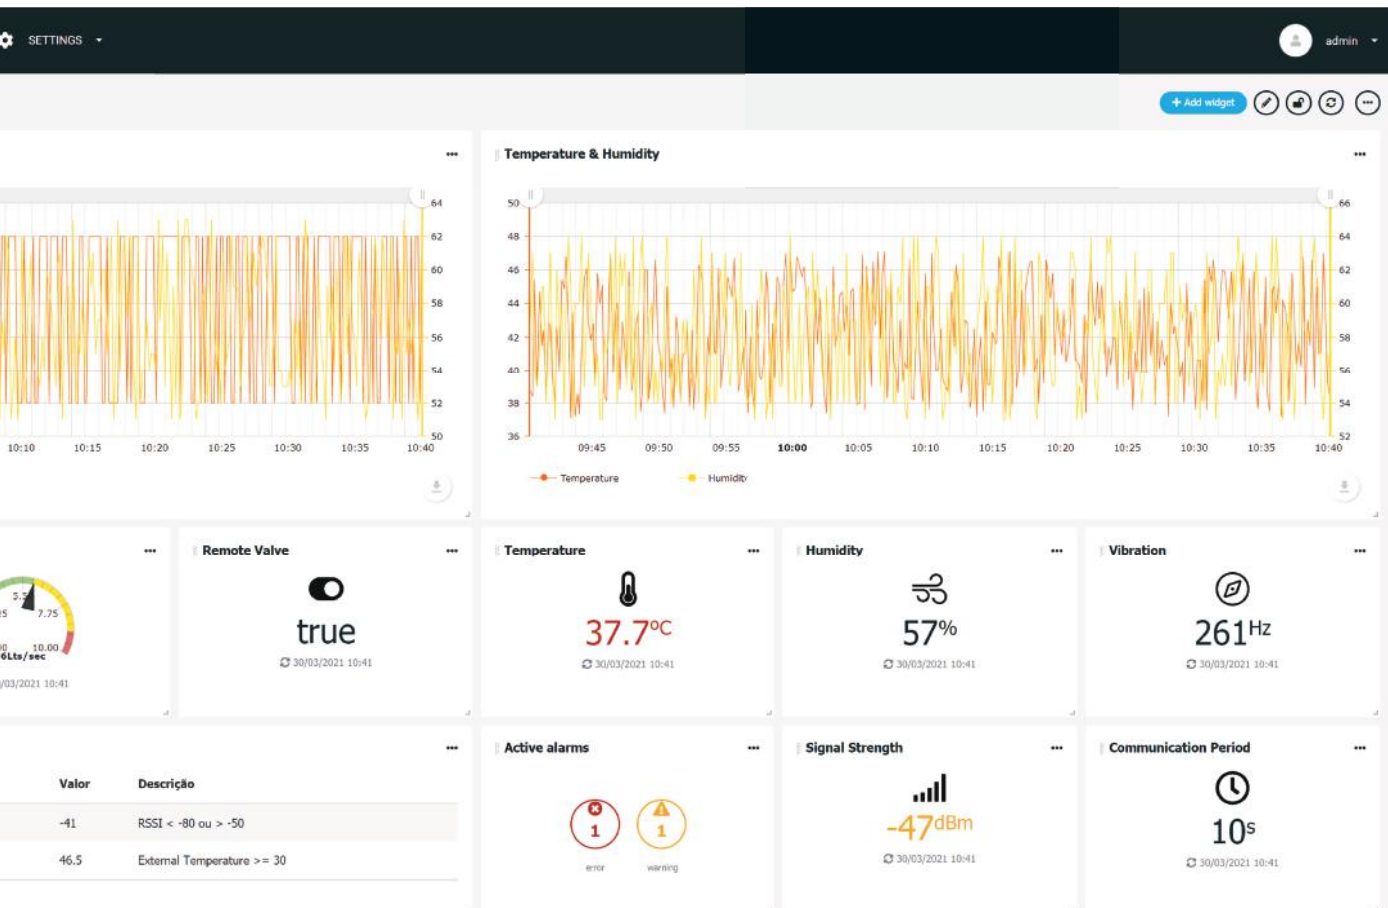 SETTINGS
admin
+ Add widget
Temperature & Humidity
64
62
60
58
56
54
52
50
10:10 10:15 10:20 10:25 10:30 10:35 10:40
50
48
46
44
42
40
38
36
66
64
62
60
58
56
54
52
09:45 09:50 09:55 10:00 10:05 10:10 10:15 10:20 10:25 10:30 10:35 10:40
Temperature Humidity
7.75
10.00
6Lts/sec
/03/2021 10:41
Remote Valve
true
30/03/2021 10:41
Temperature
37.7ºC
30/03/2021 10:41
Humidity
57%
30/03/2021 10:41
Vibration
261Hz
30/03/2021 10:41
Valor Descrição
-41 RSSI < -80 ou > -50
46.5 External Temperature >= 30
Active alarms
1 1
error warning
Signal Strength
-47dBm
30/03/2021 10:41
Communication Period
10s
30/03/2021 10:41